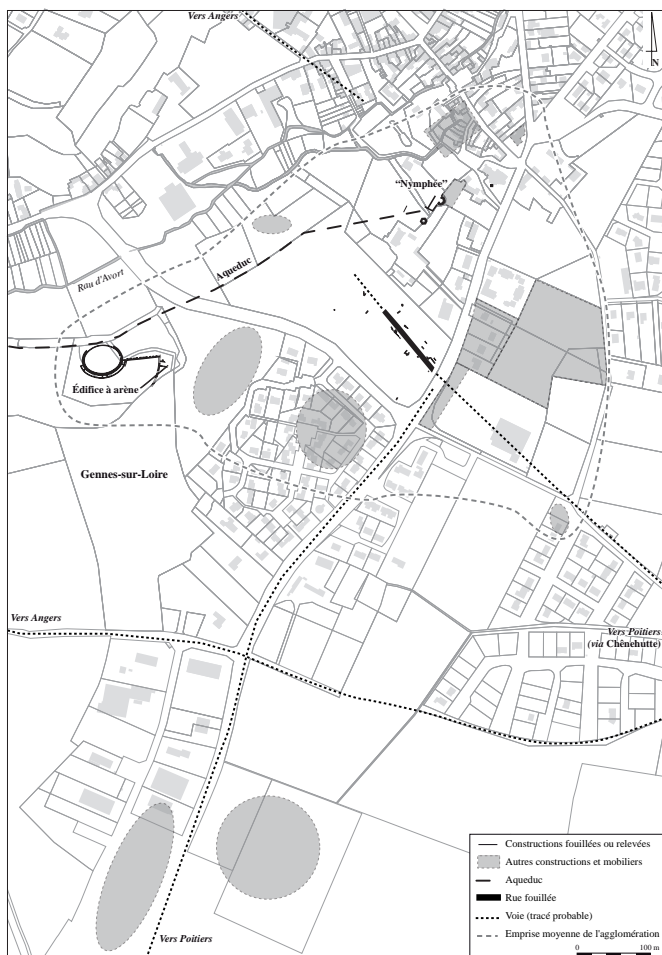 Vers Angers
N
“Nymphée”
Aqueduc
Rau d'Avort
Édifice à arène
Gennes-sur-Loire
Vers Angers
Vers Poitiers
(via Chênehutte)
Vers Poitiers
Constructions fouillées ou relevées
Autres constructions et mobiliers
Aqueduc
Rue fouillée
Voie (tracé probable)
Emprise moyenne de l'agglomération
0 100 m